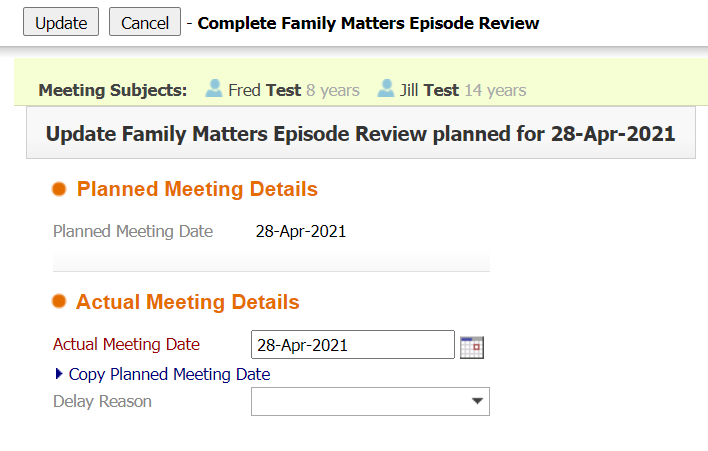 Update Cancel - Complete Family Matters Episode Review
Meeting Subjects: Fred Test 8 years Jill Test 14 years
Update Family Matters Episode Review planned for 28-Apr-2021
Planned Meeting Details
Planned Meeting Date 28-Apr-2021
Actual Meeting Details
Actual Meeting Date 28-Apr-2021
Copy Planned Meeting Date
Delay Reason